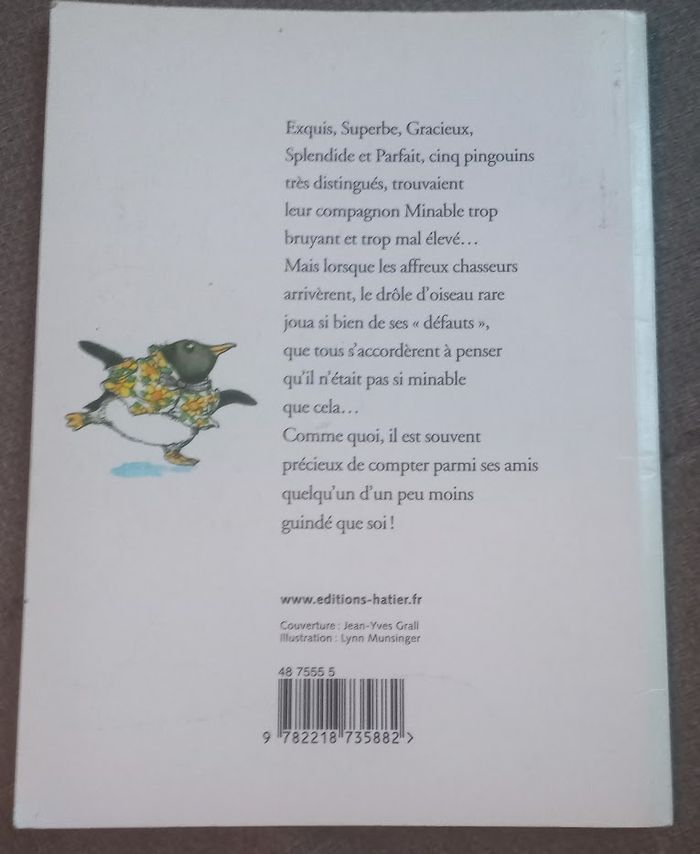 Exquis, Superbe, Gracieux,
Splendide et Parfait, cinq pingouins
très distingués, trouvaient
leur compagnon Minable trop
bruyant et trop mal élevé…
Mais lorsque les affreux chasseurs
arrivèrent, le drôle d'oiseau rare
joua si bien de ses « défauts »,
que tous s'accordèrent à penser
qu'il n'était pas si minable
que cela…
Comme quoi, il est souvent
précieux de compter parmi ses amis
quelqu'un d'un peu moins
guindé que soi !
www.editions-hatier.fr
Couverture : Jean-Yves Grall
Illustration : Lynn Munsinger
48 7555 5
9 782218 735882 >